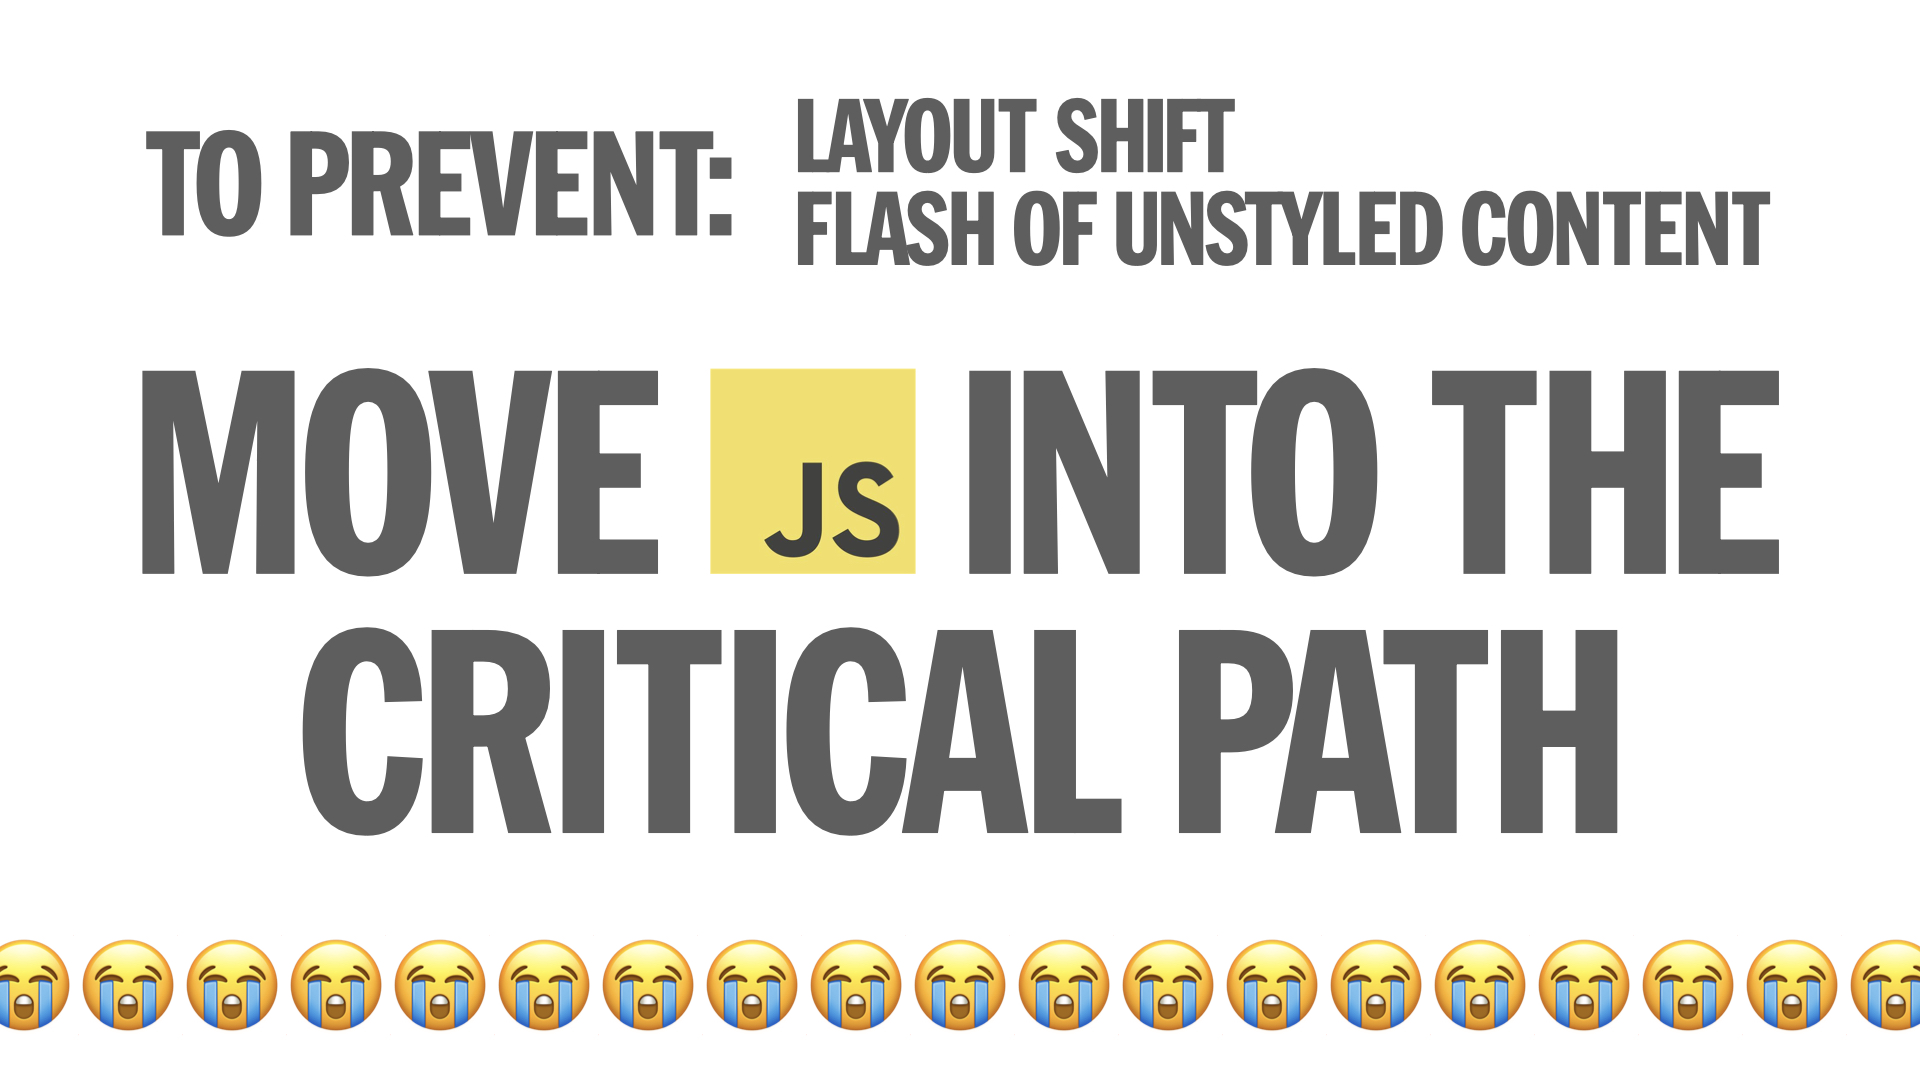 TO PREVENT:
LAYOUT SHIFT
FLASH OF UNSTYLED CONTENT
MOVE JS INTO THE
CRITICAL PATH